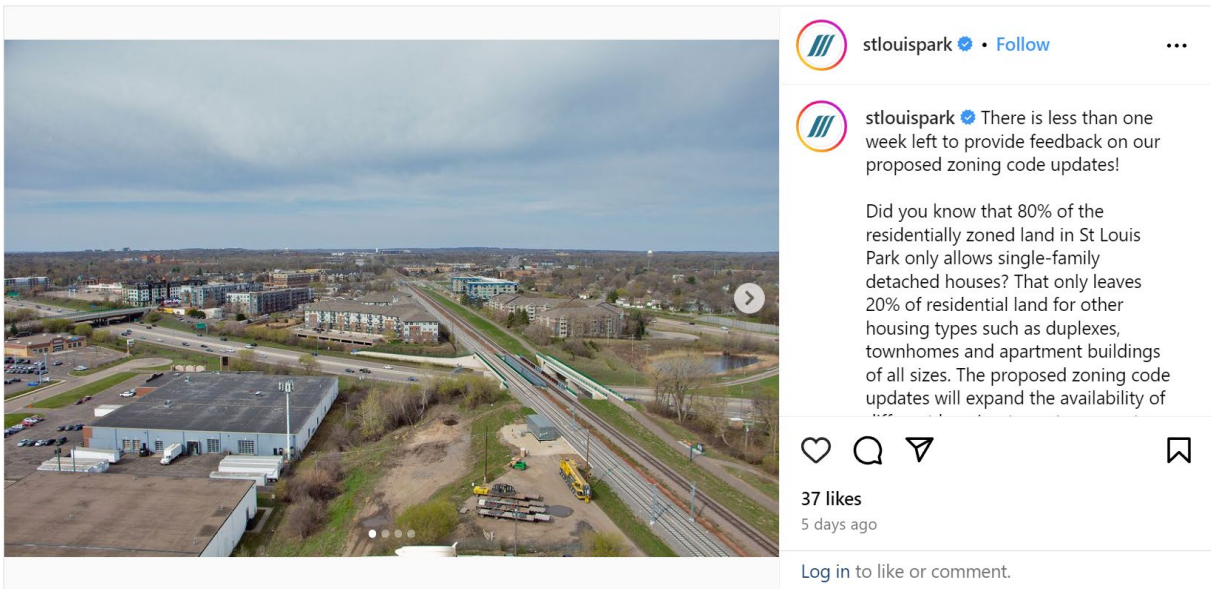 stlouispark • Follow
stlouispark There is less than one
week left to provide feedback on our
proposed zoning code updates!
Did you know that 80% of the
residentially zoned land in St Louis
Park only allows single-family
detached houses? That only leaves
20% of residential land for other
housing types such as duplexes,
townhomes and apartment buildings
of all sizes. The proposed zoning code
updates will expand the availability of
37 likes
5 days ago
Log in to like or comment.